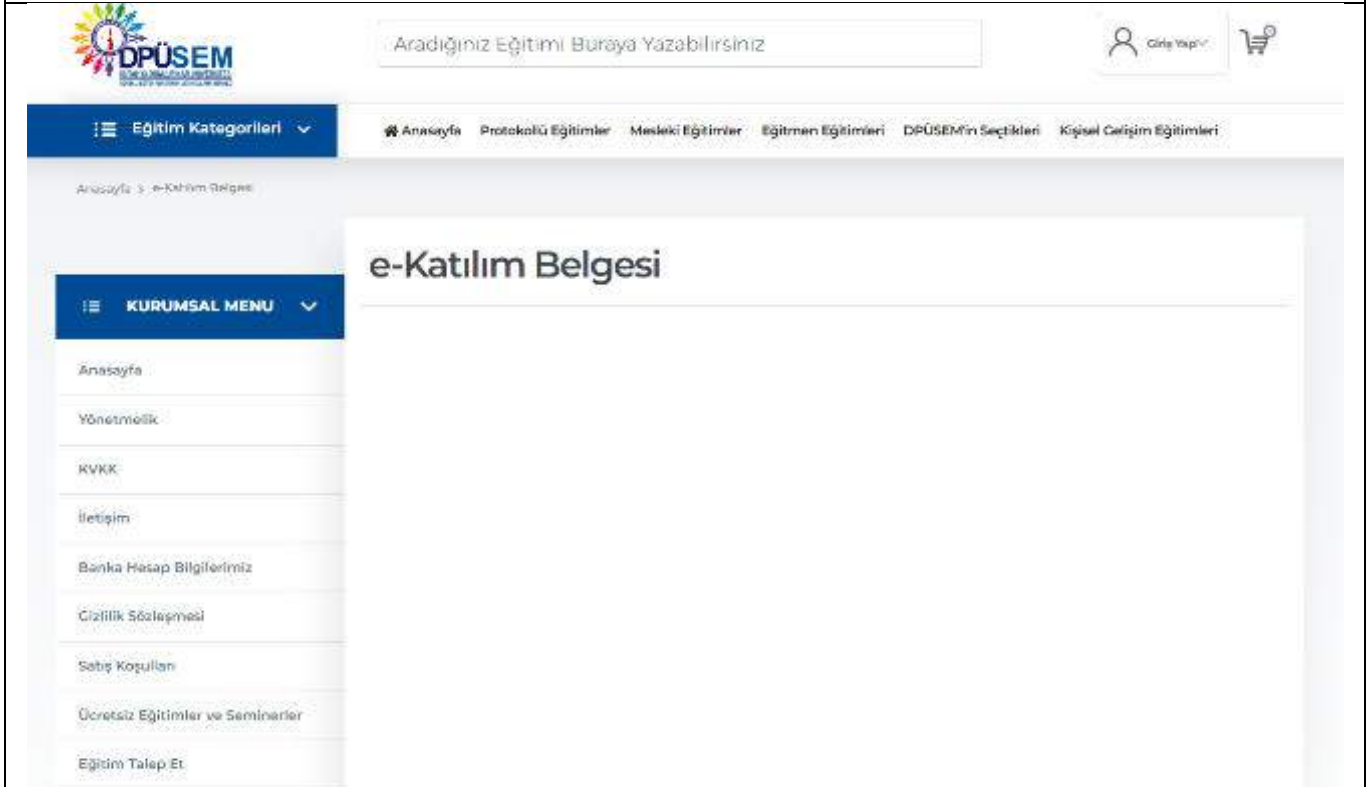 DPÜSEM
Aradığınız Eğitimi Buraya Yazabilirsiniz
Giriş Yap
0
Eğitim Kategorileri
Anasayfa Protokollü Eğitimler Mesleki Eğitimler Eğitmen Eğitimleri DPÜSEM'in Seçtikleri Kişisel Gelişim Eğitimleri
Anasayfa > e-Katılım Belgesi
e-Katılım Belgesi
KURUMSAL MENU
Anasayfa
Yönetmelik
KVKK
İletişim
Banka Hesap Bilgilerimiz
Gizlilik Sözleşmesi
Satış Koşulları
Ücretsiz Eğitimler ve Seminerler
Eğitim Talep Et